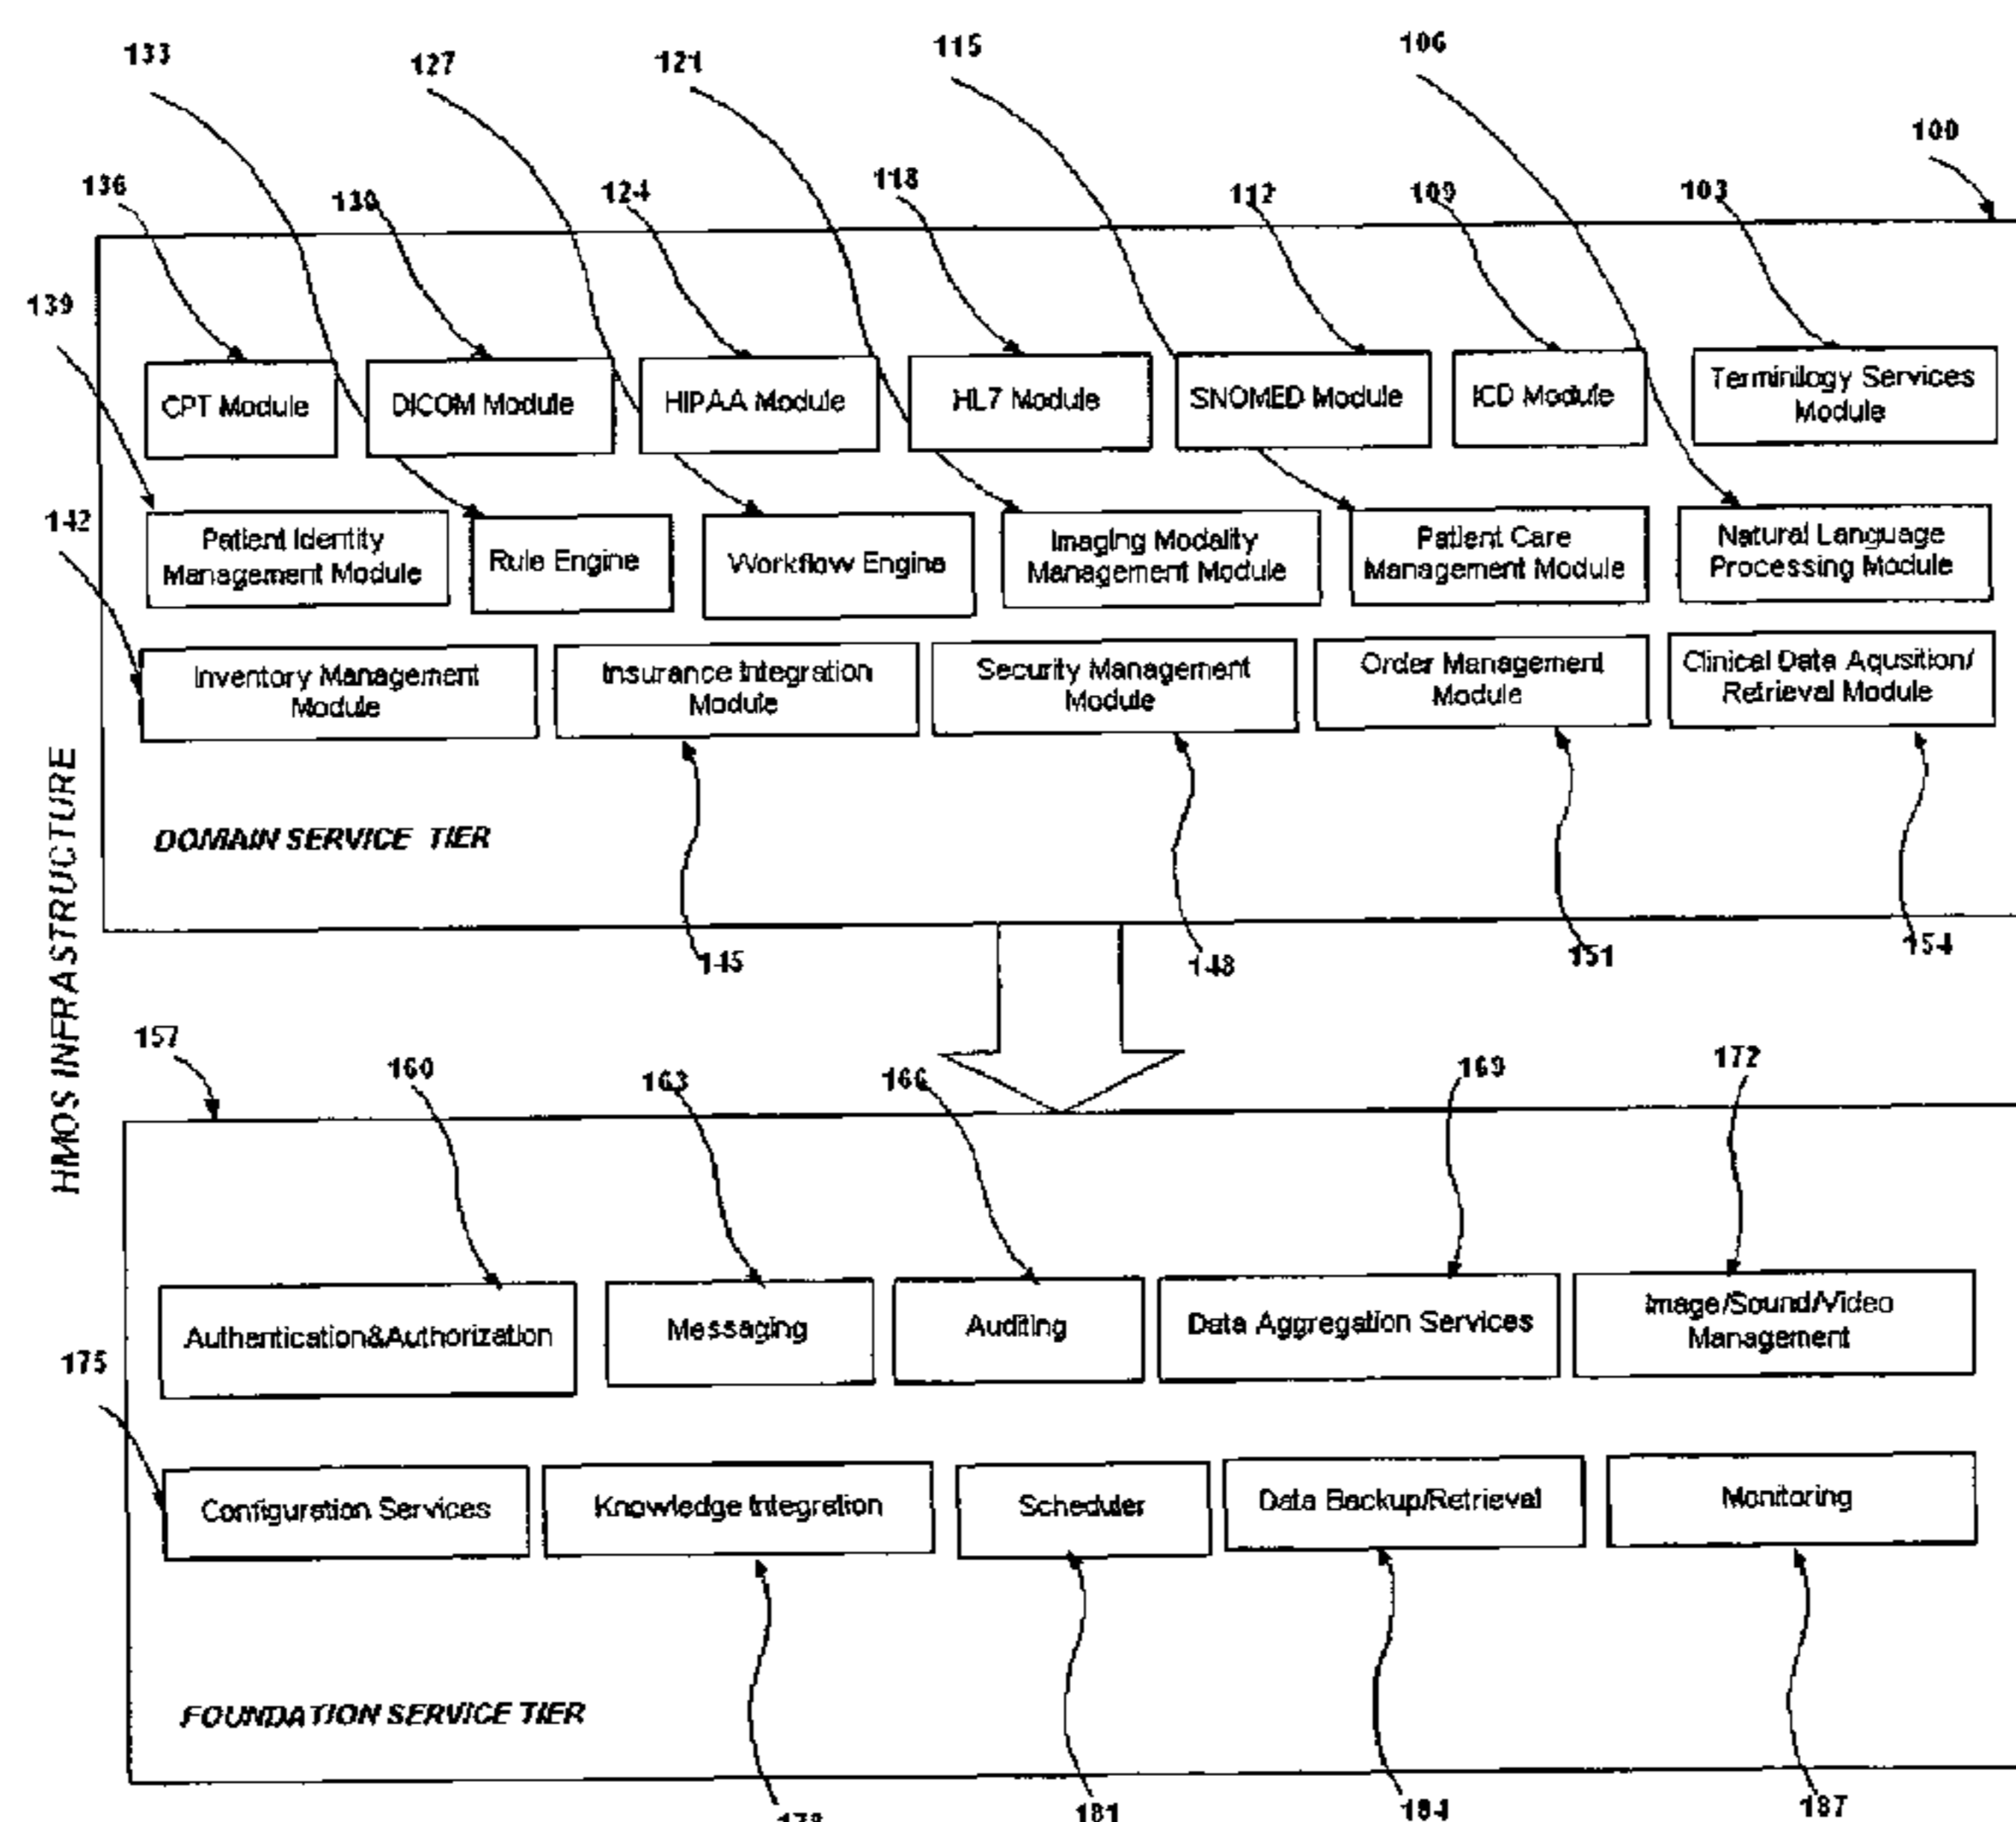 133
127
121
115
106
100
136
130
124
118
112
109
103
139
CPT Module
DICOM Module
HIPAA Module
HL7 Module
SNOMED Module
ICD Module
Terminilogy Services
Module
142
Patient Identity
Management Module
Rule Engine
Workflow Engine
Imaging Modality
Management Module
Patient Care
Management Module
Natural Language
Processing Module
Inventory Management
Module
Insurance Integration
Module
Security Management
Module
Order Management
Module
Clinical Data Aqusition/
Retrieval Module
DOMAIN SERVICE TIER
HMOS INFRASTRUCTURE
145
148
151
154
157
160
163
166
169
172
175
Authentication&Authorization
Messaging
Auditing
Data Aggregation Services
Image/Sound/Video
Management
Configuration Services
Knowledge Integration
Scheduler
Data Backup/Retrieval
Monitoring
FOUNDATION SERVICE TIER
181
184
187